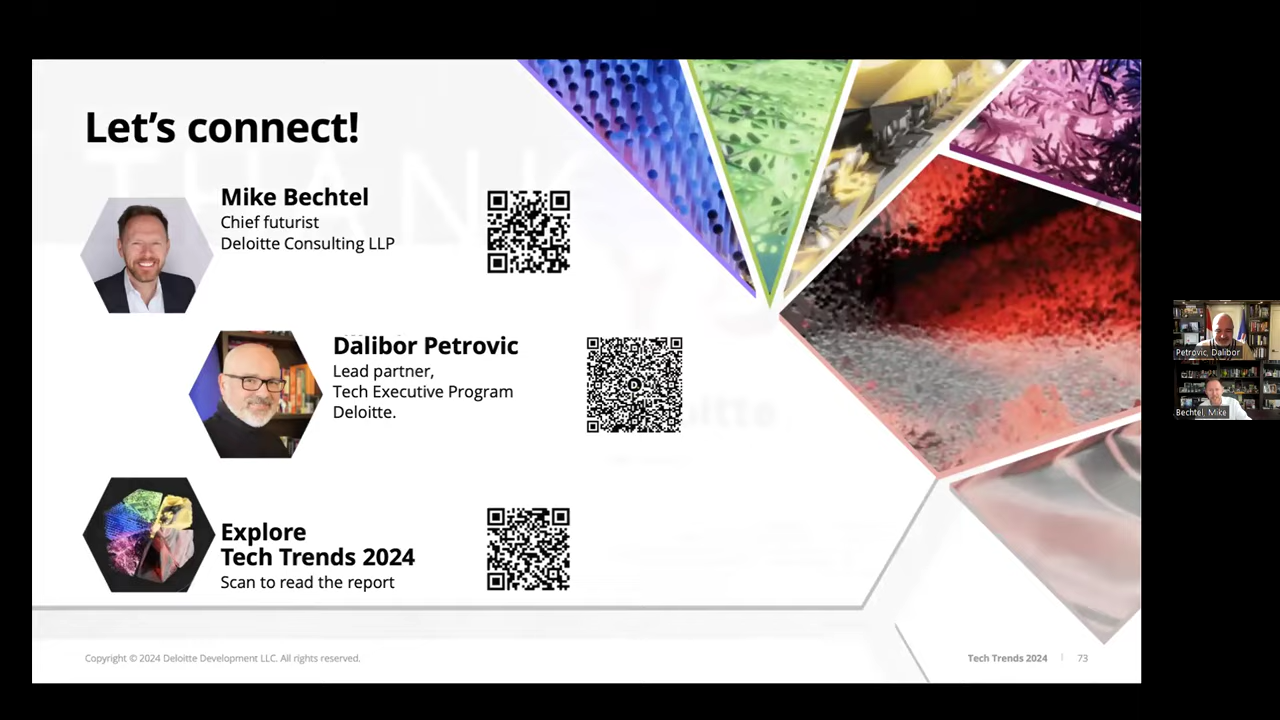 Let's connect!
Mike Bechtel
Chief futurist
Deloitte Consulting LLP
Dalibor Petrovic
Lead partner,
Tech Executive Program
Deloitte.
Explore
Tech Trends 2024
Scan to read the report
Copyright © 2024 Deloitte Development LLC. All rights reserved.
Tech Trends 2024 | 73
Petrovic, Dalibor
Bechtel, Mike